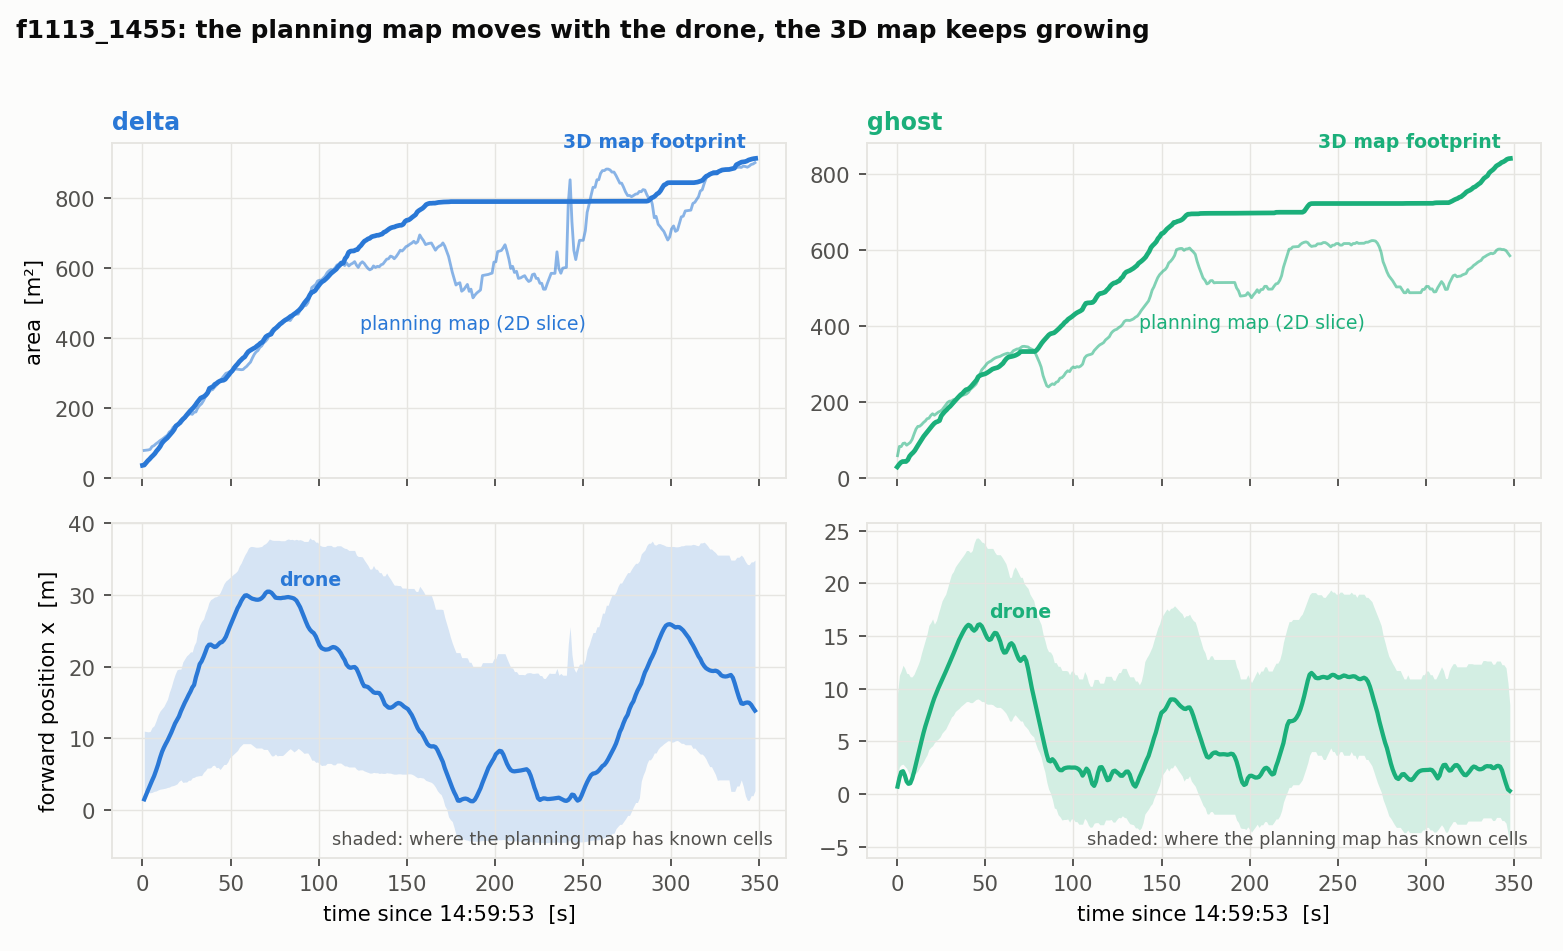 f1113_1455: the planning map moves with the drone, the 3D map keeps growing
delta
3D map footprint
planning map (2D slice)
area [m²]
0
200
400
600
800
ghost
3D map footprint
planning map (2D slice)
0
200
400
600
800
drone
shaded: where the planning map has known cells
forward position x [m]
0
10
20
30
40
0 50 100 150 200 250 300 350
time since 14:59:53 [s]
drone
shaded: where the planning map has known cells
−5
0
5
10
15
20
25
0 50 100 150 200 250 300 350
time since 14:59:53 [s]